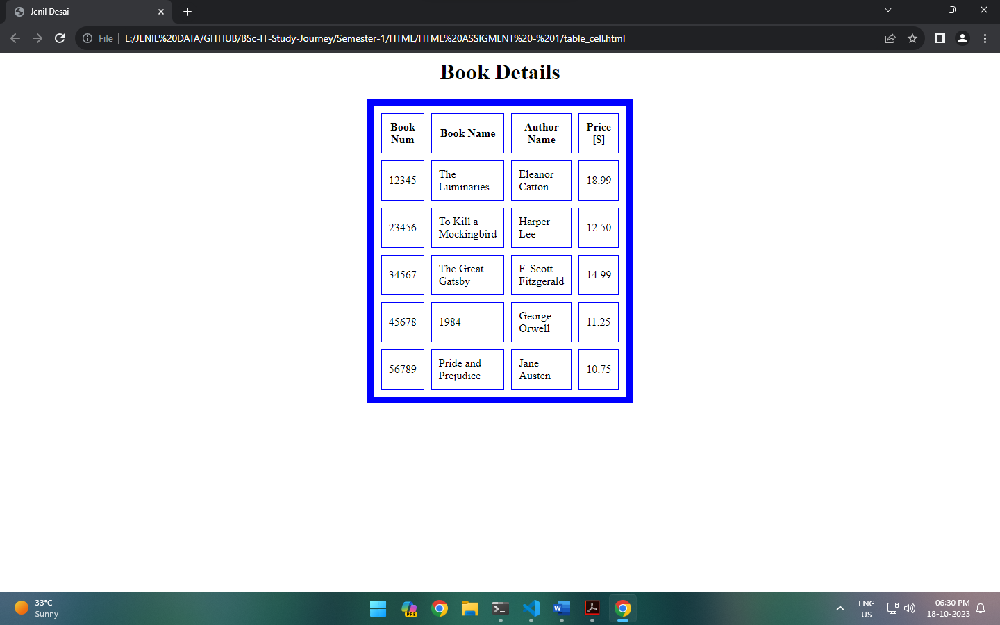 Jenil Desai
File
E:/JENIL%20DATA/GITHUB/BSc-IT-Study-Journey/Semester-1/HTML/HTML%20ASSIGMENT%20-%201/table_cell.html
Book Details
Book
Num
Book Name
Author
Name
Price
[$]
12345
The
Luminaries
Eleanor
Catton
18.99
23456
To Kill a
Mockingbird
Harper
Lee
12.50
34567
The Great
Gatsby
F. Scott
Fitzgerald
14.99
45678
1984
George
Orwell
11.25
56789
Pride and
Prejudice
Jane
Austen
10.75
33°C
Sunny
PRE
W
ENG
US
06:30 PM
18-10-2023